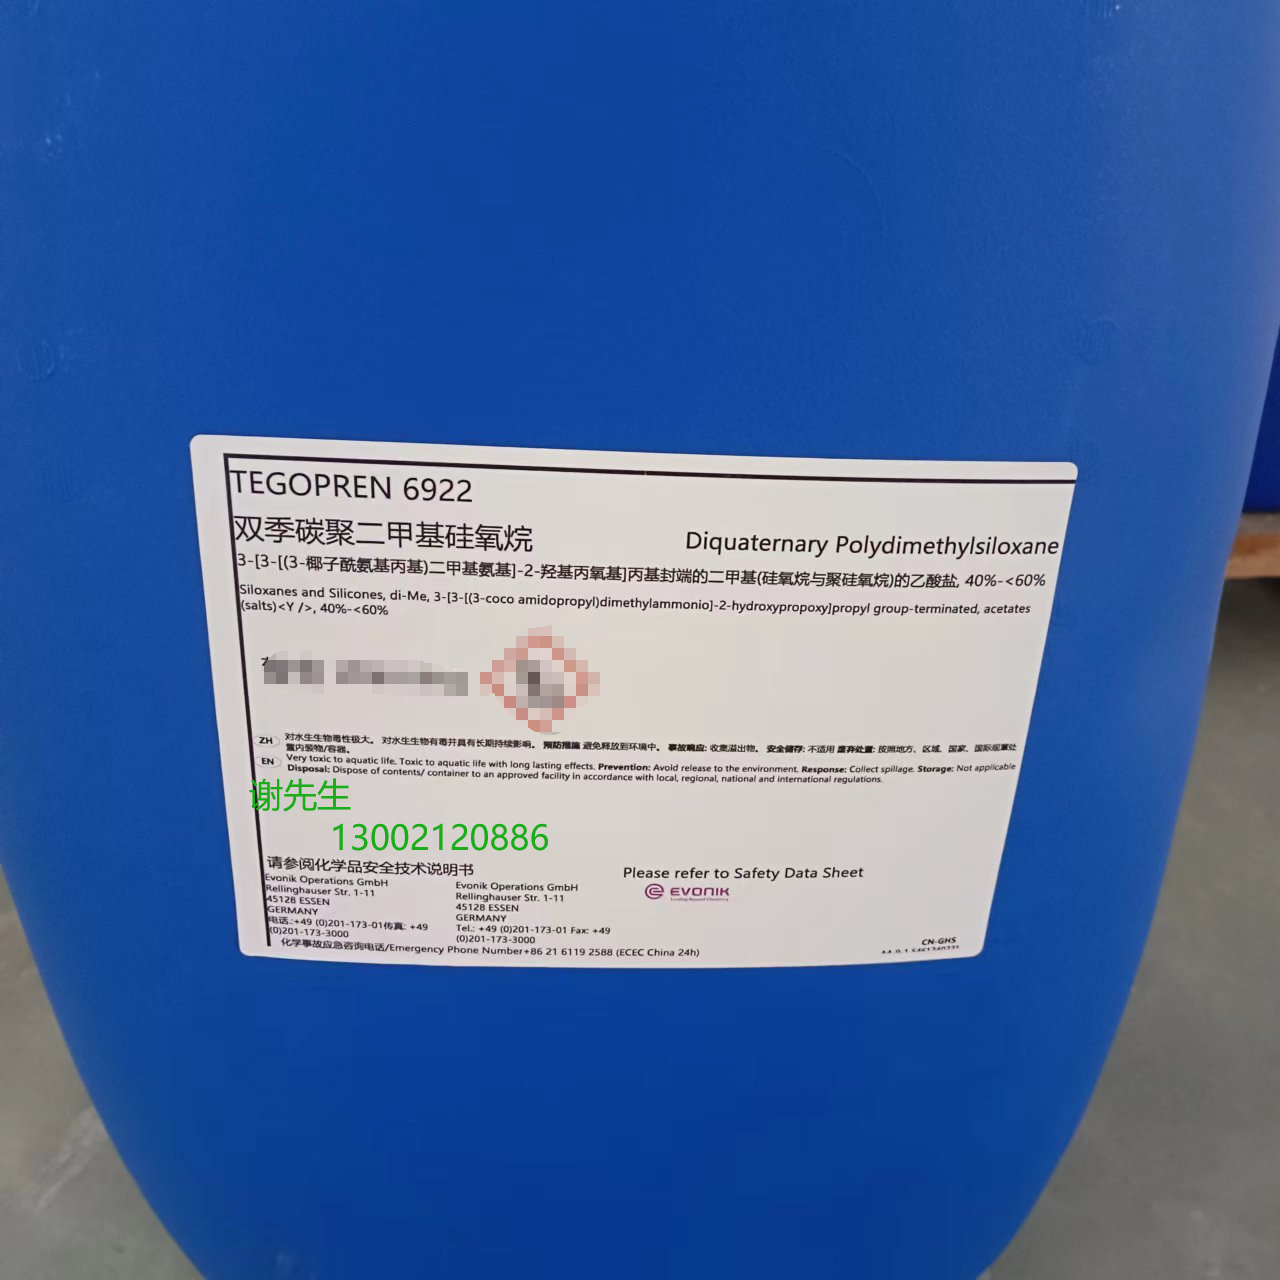 TEGOPREN 6922
双季碳聚二甲基硅氧烷
Diquaternary Polydimethylsiloxane
3-[3-[(3-椰子酰氨基丙基)二甲基氨基]-2-羟基丙氧基]丙基封端的二甲基(硅氧烷与聚硅氧烷)的乙酸盐, 40%-<60%
Siloxanes and Silicones, di-Me, 3-[3-[(3-coco amidopropyl)dimethylammonio]-2-hydroxypropoxy]propyl group-terminated, acetates
(salts)<Y />, 40%-<60%
ZH 对水生生物毒性极大。 对水生生物有毒并具有长期持续影响。 预防措施 避免释放到环境中。 事故响应: 收集溢出物。 安全储存: 不适用 废弃处置: 按照地方、区域、国家、国际规章处
置内装物/容器。
EN Very toxic to aquatic life. Toxic to aquatic life with long lasting effects. Prevention: Avoid release to the environment. Response: Collect spillage. Storage: Not applicable
Disposal: Dispose of contents/ container to an approved facility in accordance with local, regional, national and international regulations.
谢先生
13002120886
请参阅化学品安全技术说明书
Please refer to Safety Data Sheet
Evonik Operations GmbH
Rellinghauser Str. 1-11
45128 ESSEN
GERMANY
电话.:+49 (0)201-173-01传真: +49
(0)201-173-3000
Evonik Operations GmbH
Rellinghauser Str. 1-11
45128 ESSEN
GERMANY
Tel.: +49 (0)201-173-01 Fax: +49
(0)201-173-3000
EVONIK
Leading Beyond Chemistry
化学事故应急咨询电话/Emergency Phone Number+86 21 6119 2588 (ECEC China 24h)
CN-GHS